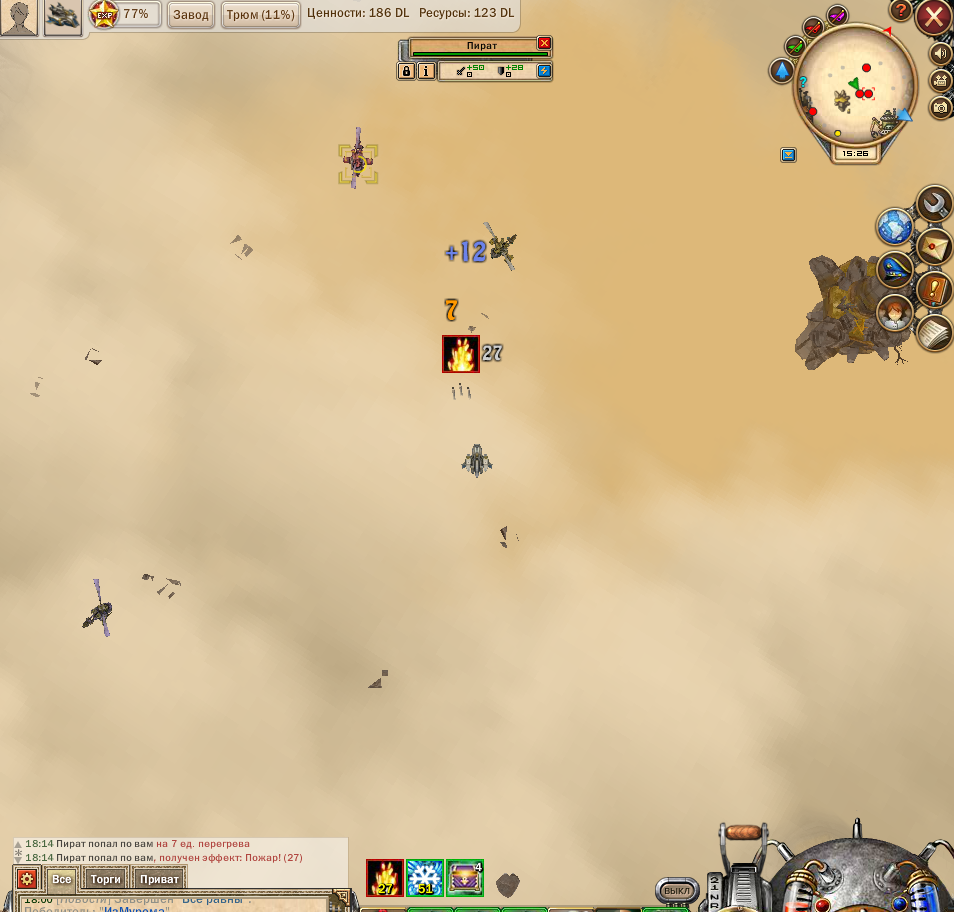 EXP 77% Завод Трюм (11%) Ценности: 186 DL Ресурсы: 123 DL
Пират
+50 +28
?
15:26
+12
7
27
18:14 Пират попал по вам на 7 ед. перегрева
18:14 Пират попал по вам, получен эффект: Пожар! (27)
Все Торги Приват
27 51 4
выкл
18:00 [Новости] Завершен "Все равны".
Победитель: "ИзМурома"